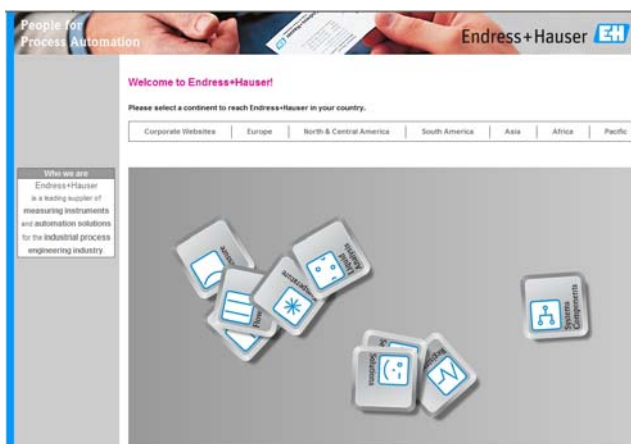 People for
Process Automation
Endress+Hauser EH
Welcome to Endress+Hauser!
Please select a continent to reach Endress+Hauser in your country.
Corporate Websites Europe North & Central America South America Asia Africa Pacific
Who we are
Endress+Hauser
is a leading supplier of
measuring instruments
and automation solutions
for the industrial process
engineering industry.
Liquid
Analysis
Flow
Solutions
Systems
Components